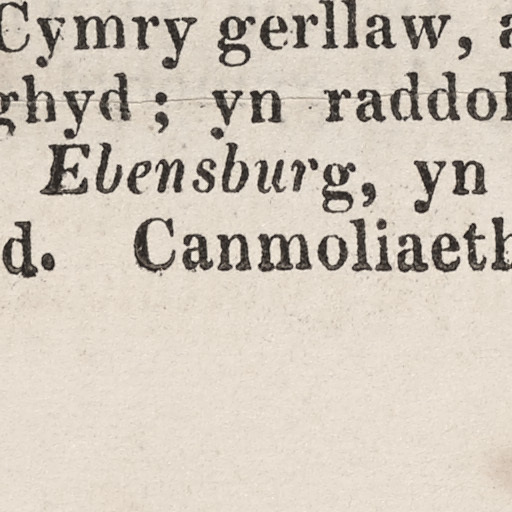 Cymry gerllaw, a
ghyd ; yn raddol
Ebensburg, yn
d. Canmoliaeth